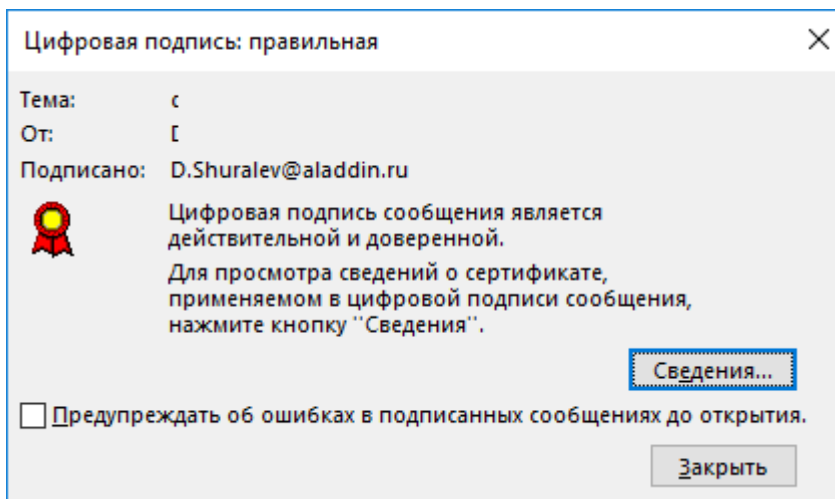 Цифровая подпись: правильная
Тема:
От:
Подписано: D.Shuralev@aladdin.ru
Цифровая подпись сообщения является
действительной и доверенной.
Для просмотра сведений о сертификате,
применяемом в цифровой подписи сообщения,
нажмите кнопку "Сведения".
Сведения...
Предупреждать об ошибках в подписанных сообщениях до открытия.
Закрыть